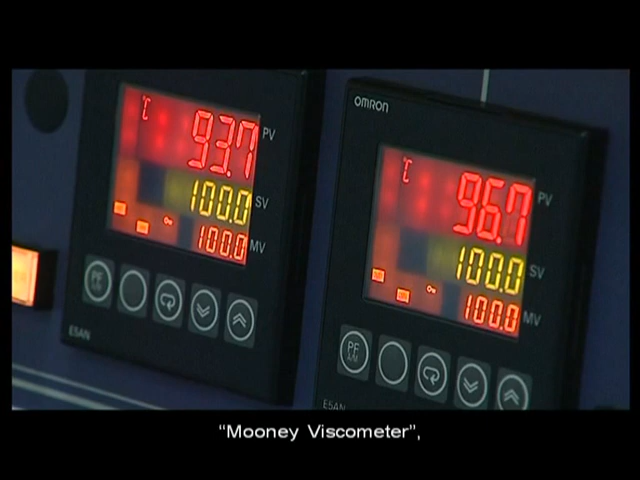 °C
93.7 PV
100.0 SV
100.0 MV
PF
E5AN
OMRON
°C
96.7 PV
100.0 SV
100.0 MV
PF
A/M
E5AN
“Mooney Viscometer”,